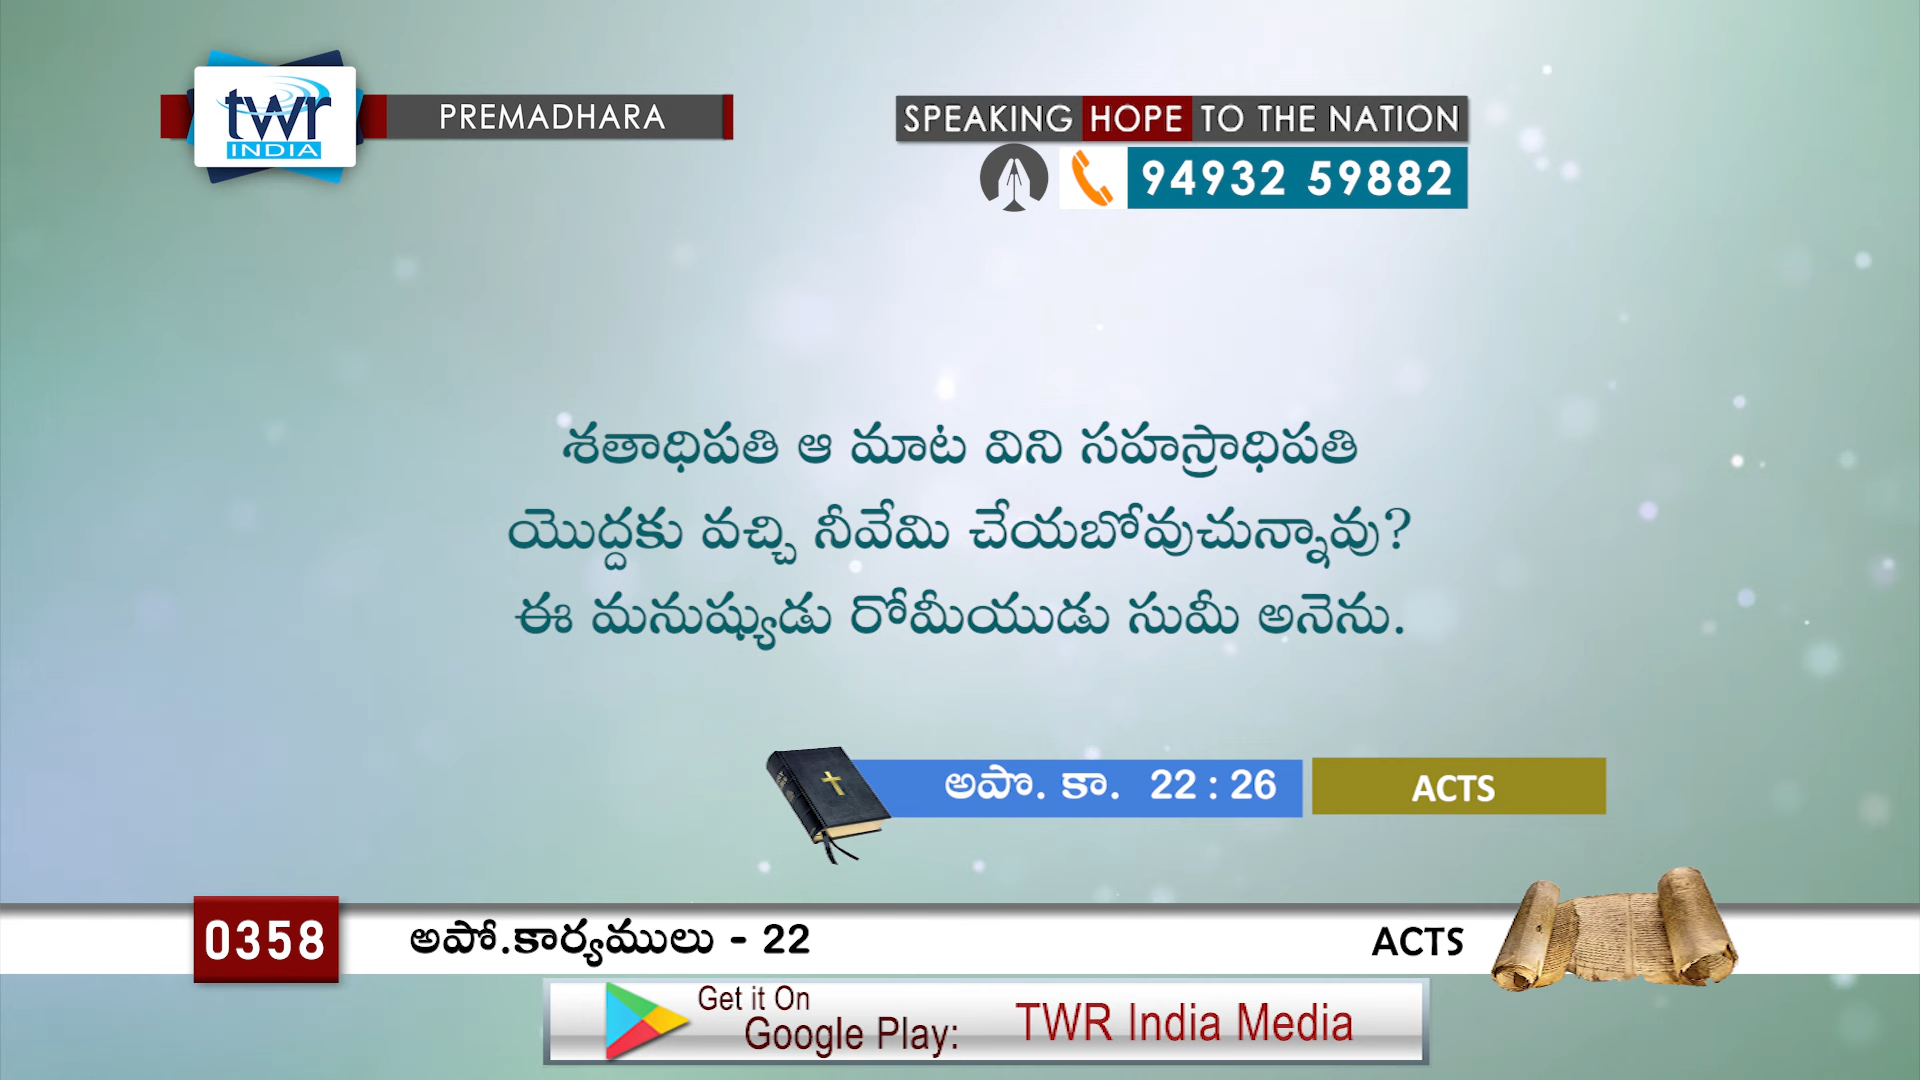 twr
INDIA
PREMADHARA
SPEAKING HOPE TO THE NATION
94932 59882
శతాధిపతి ఆ మాట విని సహస్రాధిపతి
యొద్దకు వచ్చి నీవేమి చేయబోవుచున్నావు?
ఈ మనుష్యుడు రోమీయుడు సుమీ అనెను.
అపొ. కా. 22 : 26
ACTS
0358
అపో.కార్యములు - 22
ACTS
Get it On
Google Play:
TWR India Media